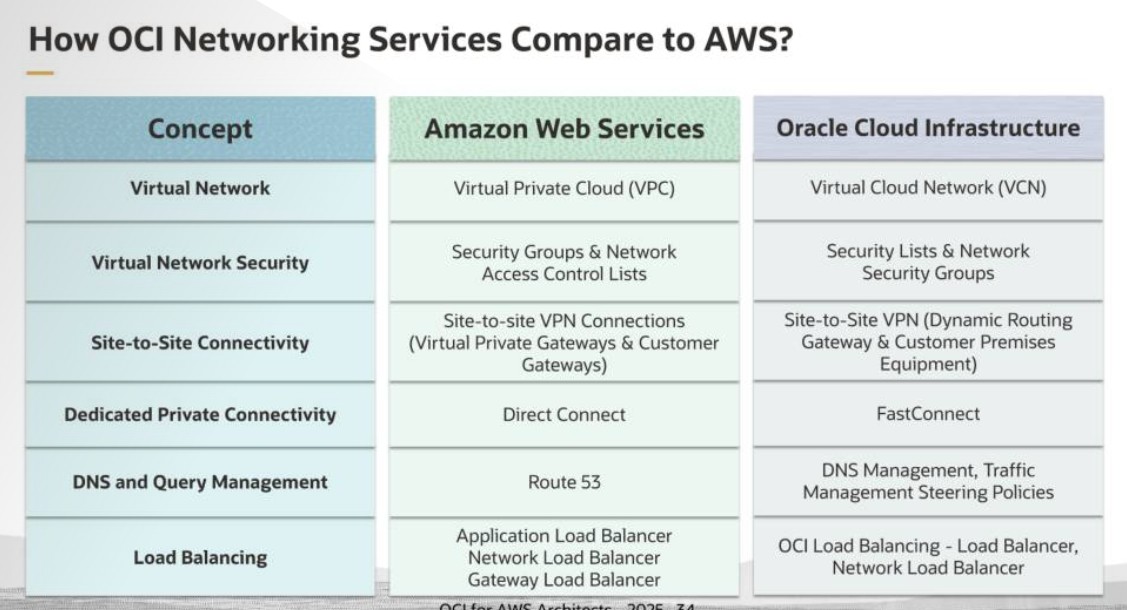 How OCI Networking Services Compare to AWS?
Concept
Amazon Web Services
Oracle Cloud Infrastructure
Virtual Network
Virtual Private Cloud (VPC)
Virtual Cloud Network (VCN)
Virtual Network Security
Security Groups & Network
Access Control Lists
Security Lists & Network
Security Groups
Site-to-Site Connectivity
Site-to-site VPN Connections
(Virtual Private Gateways & Customer
Gateways)
Site-to-Site VPN (Dynamic Routing
Gateway & Customer Premises
Equipment)
Dedicated Private Connectivity
Direct Connect
FastConnect
DNS and Query Management
Route 53
DNS Management, Traffic
Management Steering Policies
Load Balancing
Application Load Balancer
Network Load Balancer
Gateway Load Balancer
OCI Load Balancing - Load Balancer,
Network Load Balancer
OCI for AWS Architects - 2025 34